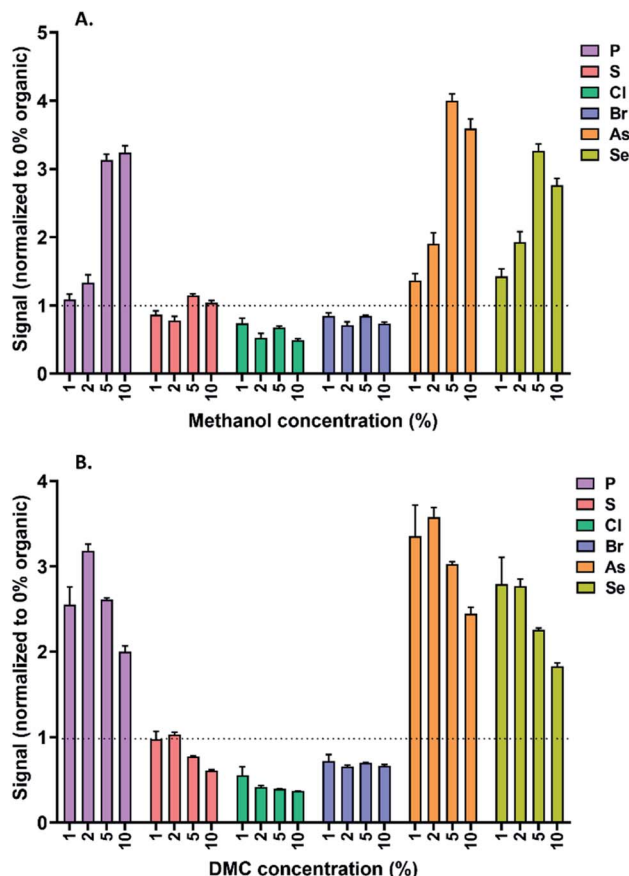 A.
Signal (normalized to 0% organic)
5
4
3
2
1
0
P
S
Cl
Br
As
Se
1 2 5 10 1 2 5 10 1 2 5 10 1 2 5 10 1 2 5 10 1 2 5 10
Methanol concentration (%)
B.
Signal (normalized to 0% organic)
4
3
2
1
0
P
S
Cl
Br
As
Se
1 2 5 10 1 2 5 10 1 2 5 10 1 2 5 10 1 2 5 10 1 2 5 10
DMC concentration (%)